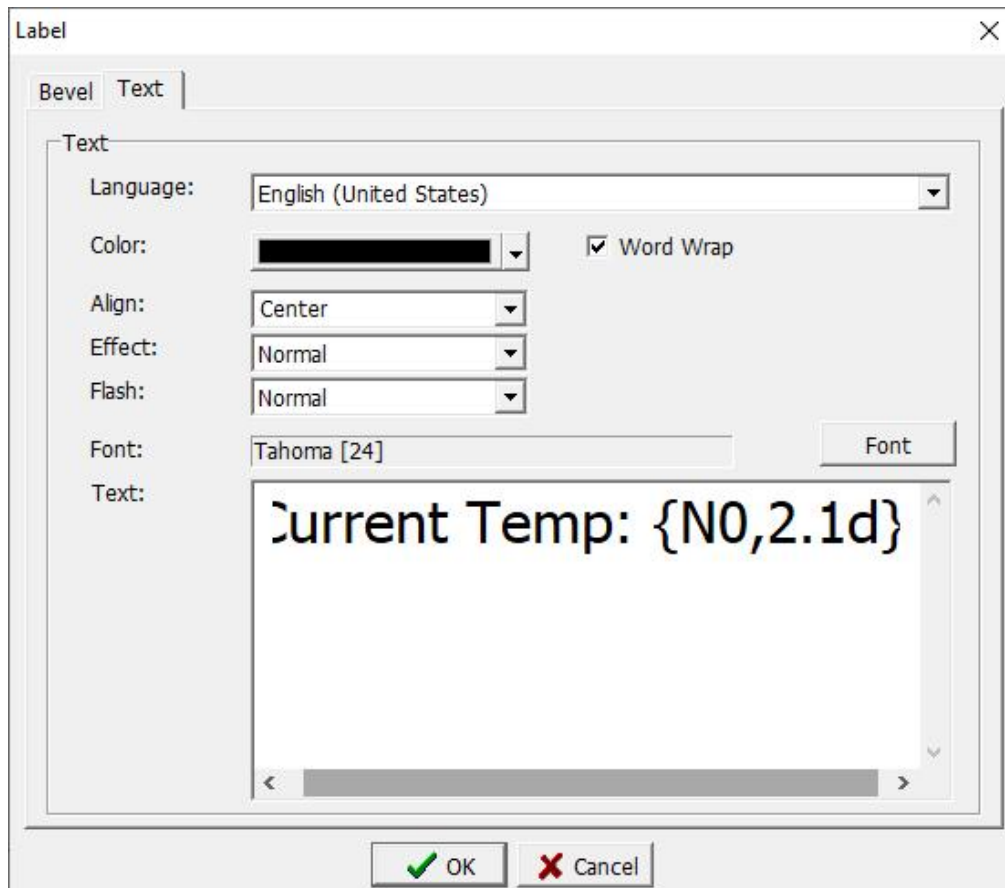 Label
Bevel Text
Text
Language: English (United States)
Color: Word Wrap
Align: Center
Effect: Normal
Flash: Normal
Font: Tahoma [24] Font
Text:
Current Temp: {N0,2.1d}
OK Cancel